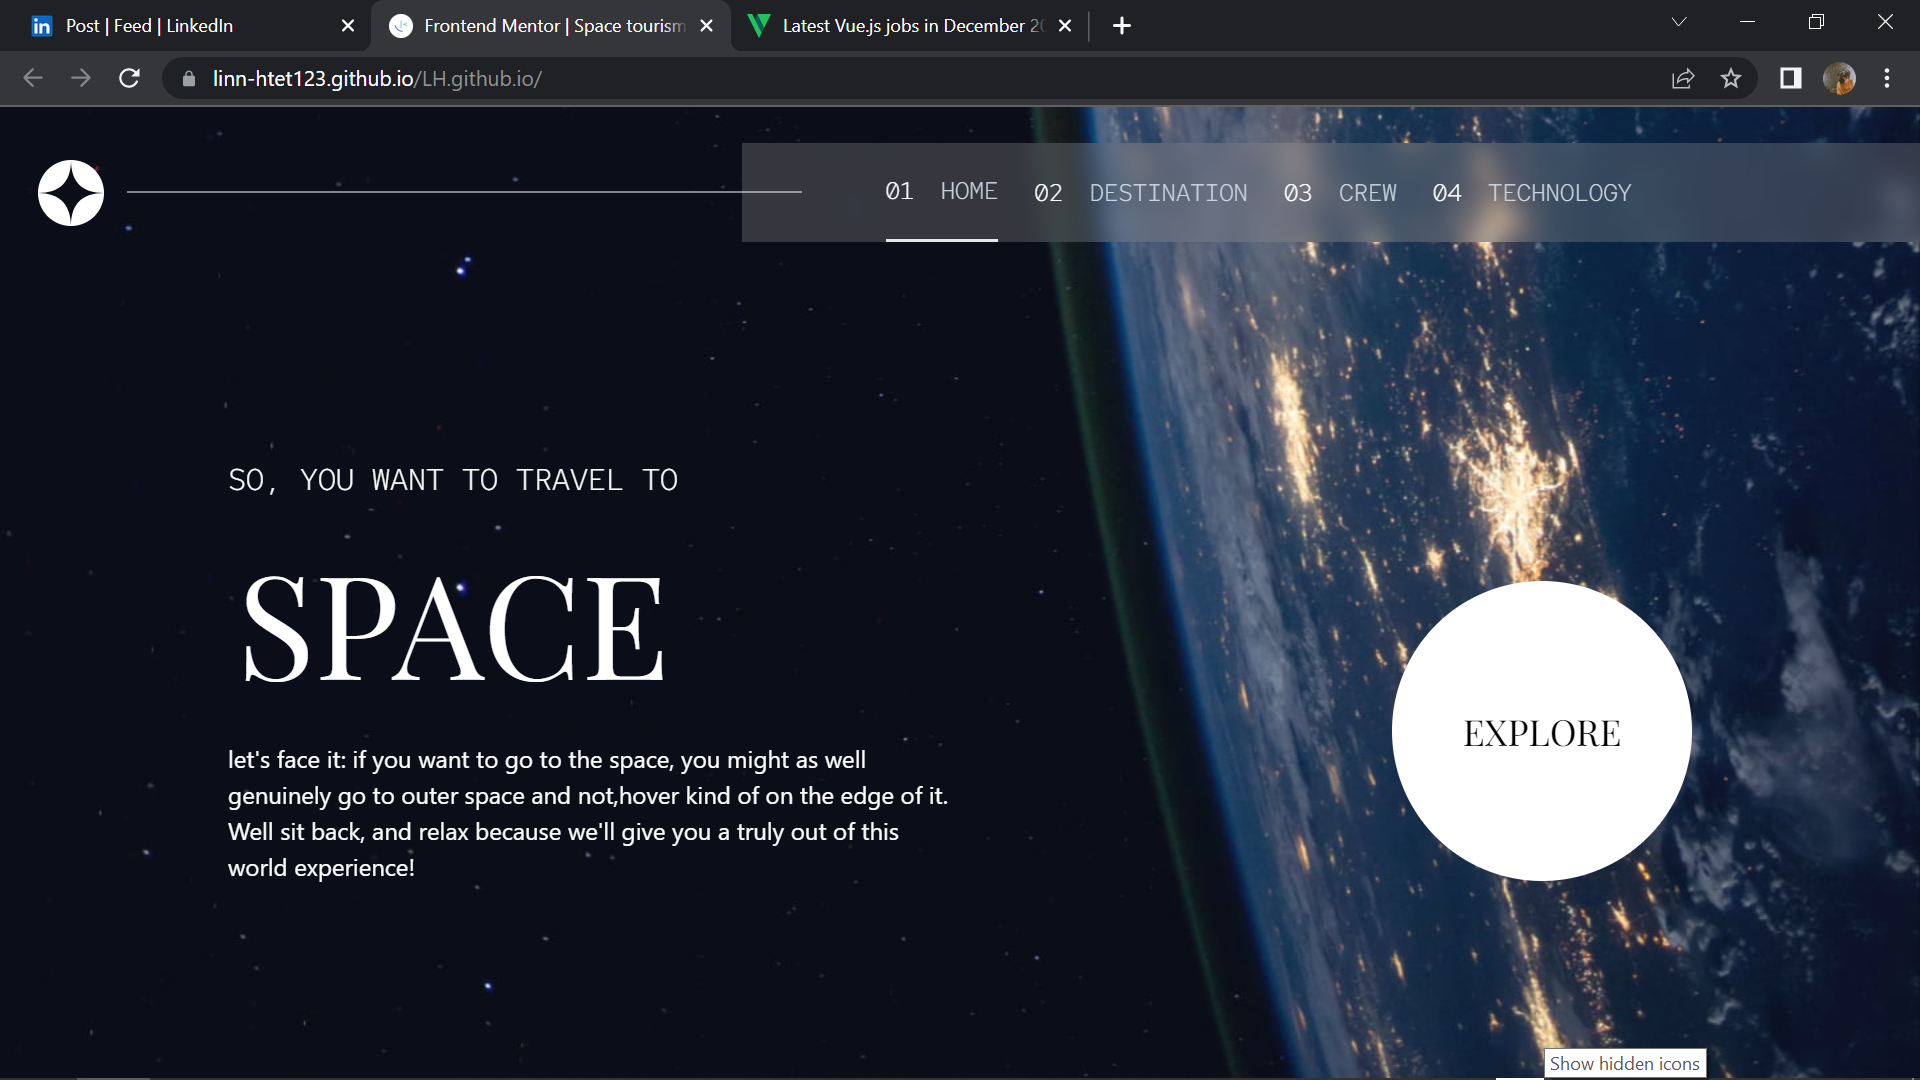 Post | Feed | LinkedIn
Frontend Mentor | Space tourism
Latest Vue.js jobs in December 20
linn-htet123.github.io/LH.github.io/
01 HOME 02 DESTINATION 03 CREW 04 TECHNOLOGY
SO, YOU WANT TO TRAVEL TO
SPACE
let's face it: if you want to go to the space, you might as well
genuinely go to outer space and not,hover kind of on the edge of it.
Well sit back, and relax because we'll give you a truly out of this
world experience!
EXPLORE
Show hidden icons